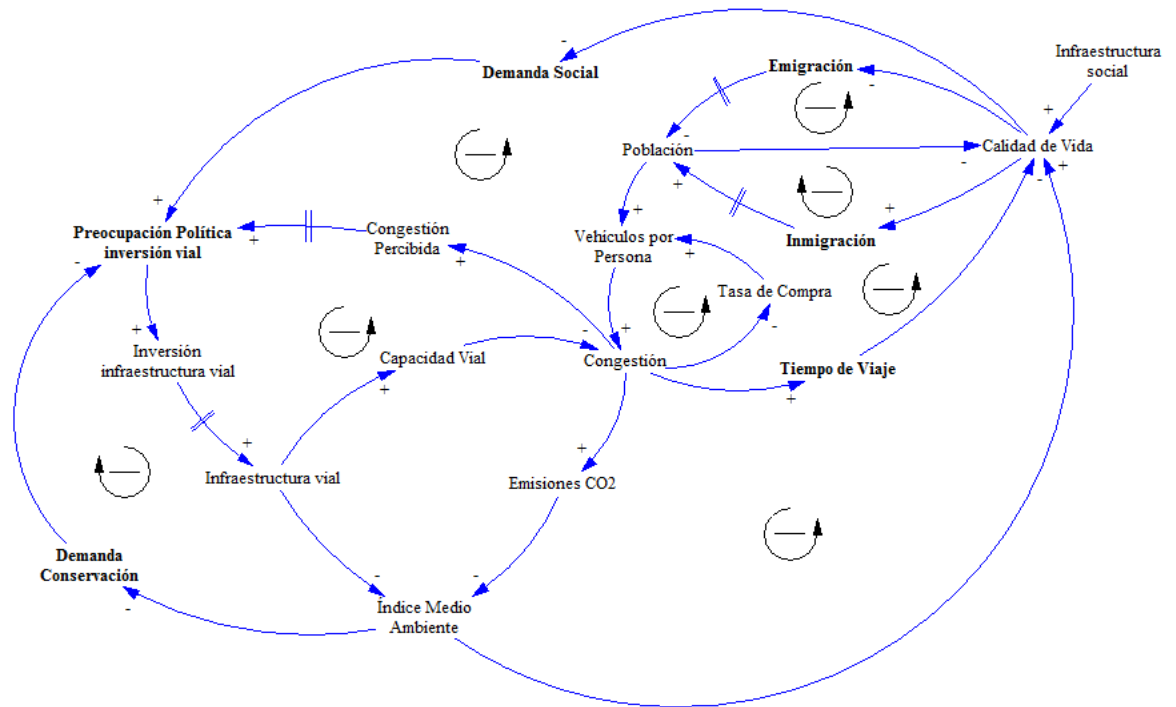 Demanda Social
Emigración
Infraestructura
social
Población
Calidad de Vida
Preocupación Política
inversión vial
Congestión
Percibida
Vehículos por
Persona
Inmigración
Tasa de Compra
Inversión
infraestructura vial
Capacidad Vial
Congestión
Tiempo de Viaje
Infraestructura vial
Emisiones CO2
Demanda
Conservación
Índice Medio
Ambiente